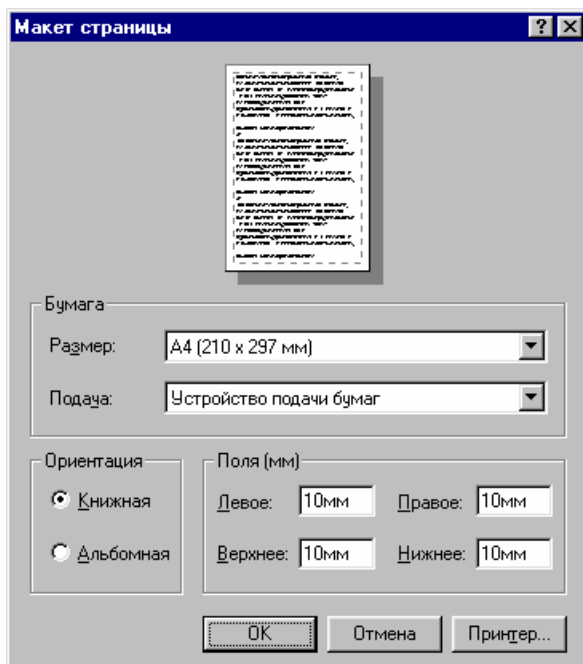 Макет страницы
Бумага
Размер: A4 (210 x 297 мм)
Подача: Устройство подачи бумаг
Ориентация
Книжная
Альбомная
Поля (мм)
Левое: 10мм Правое: 10мм
Верхнее: 10мм Нижнее: 10мм
OK Отмена Принтер...